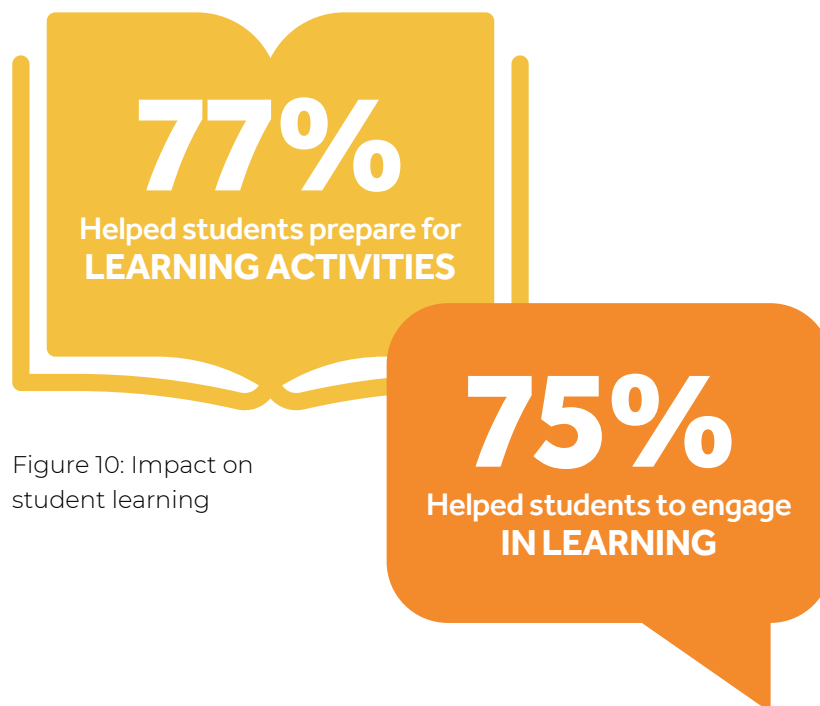 77%
Helped students prepare for
LEARNING ACTIVITIES
75%
Helped students to engage
IN LEARNING
Figure 10: Impact on
student learning